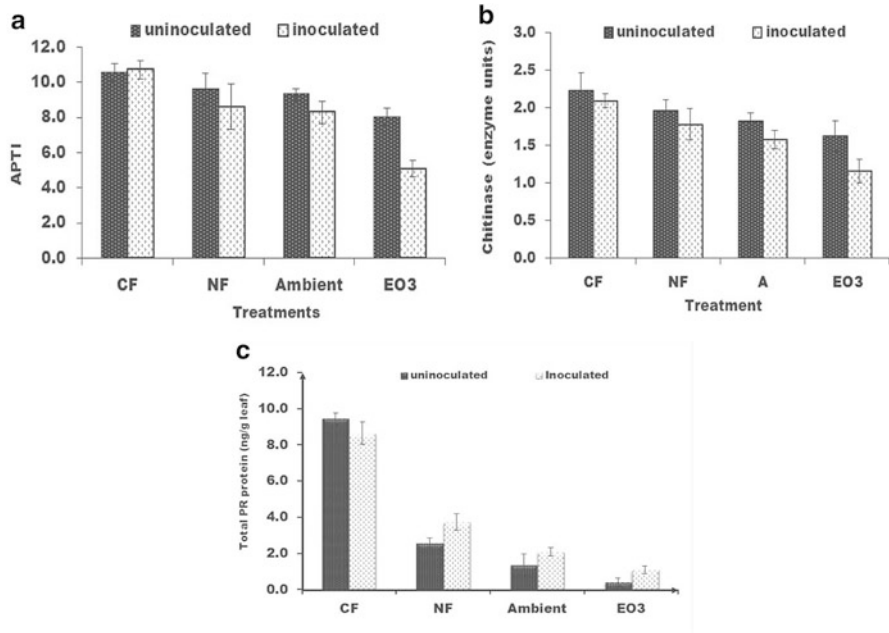 a
uninoculated inoculated
12.0
10.0
8.0
6.0
4.0
2.0
0.0
APTI
CF NF Ambient EO3
Treatments
b
uninoculated inoculated
3.0
2.5
2.0
1.5
1.0
0.5
0.0
Chitinase (enzyme units)
CF NF A EO3
Treatment
c
uninoculated Inoculated
12.0
10.0
8.0
6.0
4.0
2.0
0.0
Total PR protein (ng/g leaf)
CF NF Ambient EO3